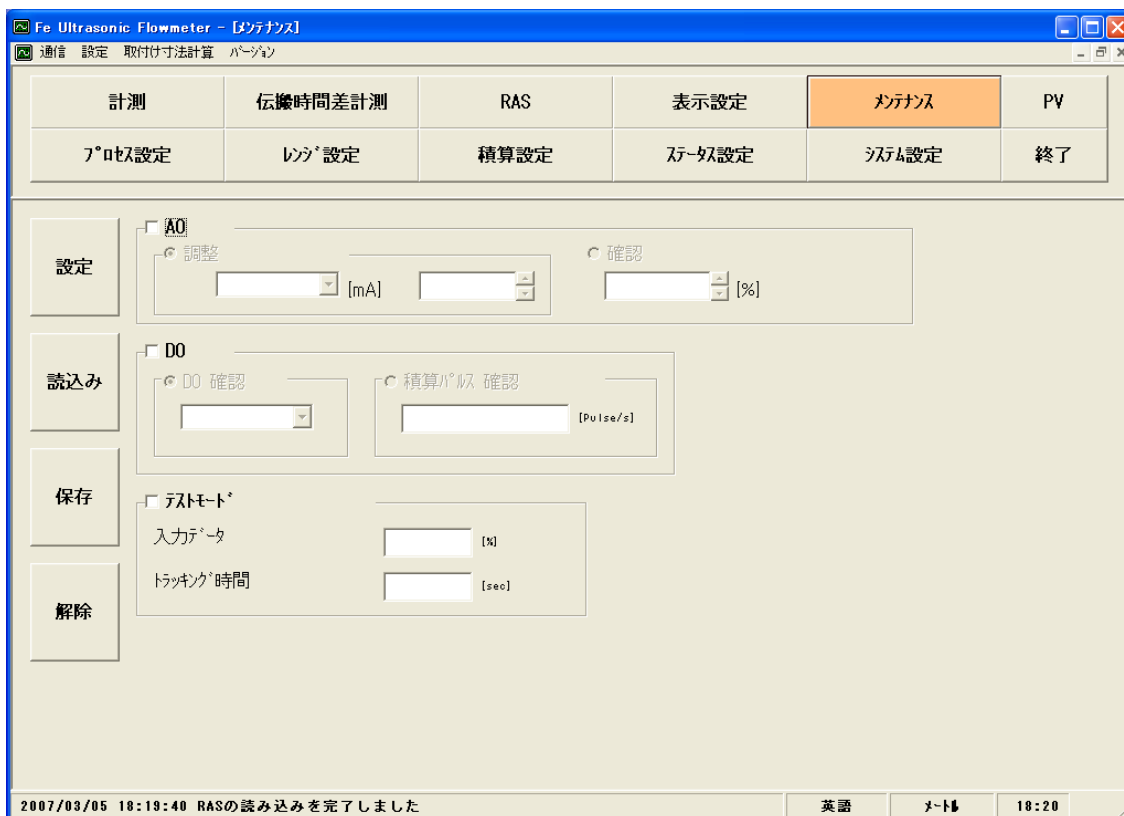 Fe Ultrasonic Flowmeter - [ﾒﾝﾃﾅﾝｽ]
通信 設定 取付け寸法計算 ﾊﾞｰｼﾞｮﾝ
計測 伝搬時間差計測 RAS 表示設定 ﾒﾝﾃﾅﾝｽ PV
ﾌﾟﾛｾｽ設定 ﾚﾝｼﾞ設定 積算設定 ｽﾃｰﾀｽ設定 ｼｽﾃﾑ設定 終了
設定
読込み
保存
解除
AO
調整 確認
[mA] [%]
DO
DO 確認 積算ﾊﾟﾙｽ 確認
[Pulse/s]
ﾃｽﾄﾓｰﾄﾞ
入力ﾃﾞｰﾀ [%]
ﾄﾗｯｷﾝｸﾞ時間 [sec]
2007/03/05 18:19:40 RASの読み込みを完了しました 英語 ﾒｰﾄﾙ 18:20